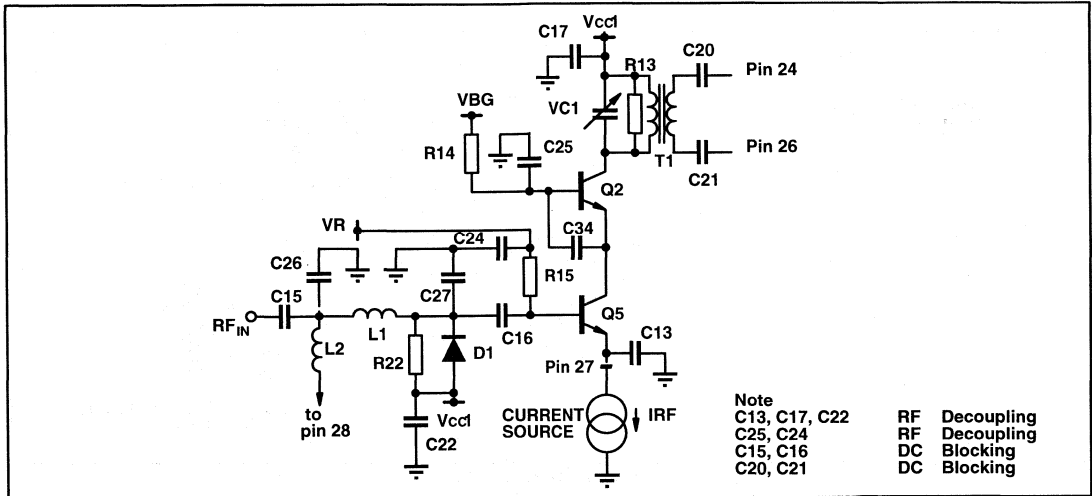 Vcc1
C17
C20
R13
Pin 24
VC1
VBG
C25
R14
T1
Pin 26
C21
Q2
VR
C24
C34
C26
R15
C27
C15
Q5
RFIN
L1
C16
C13
L2
R22
D1
Pin 27
to
pin 28
Vcc1
C22
CURRENT
SOURCE
IRF
Note
C13, C17, C22 RF Decoupling
C25, C24 RF Decoupling
C15, C16 DC Blocking
C20, C21 DC Blocking